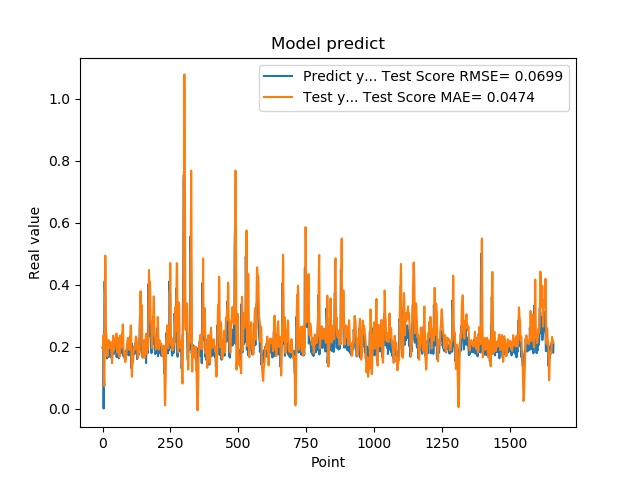 Model predict
Predict y... Test Score RMSE= 0.0699
Test y... Test Score MAE= 0.0474
Real value
1.0
0.8
0.6
0.4
0.2
0.0
0 250 500 750 1000 1250 1500
Point